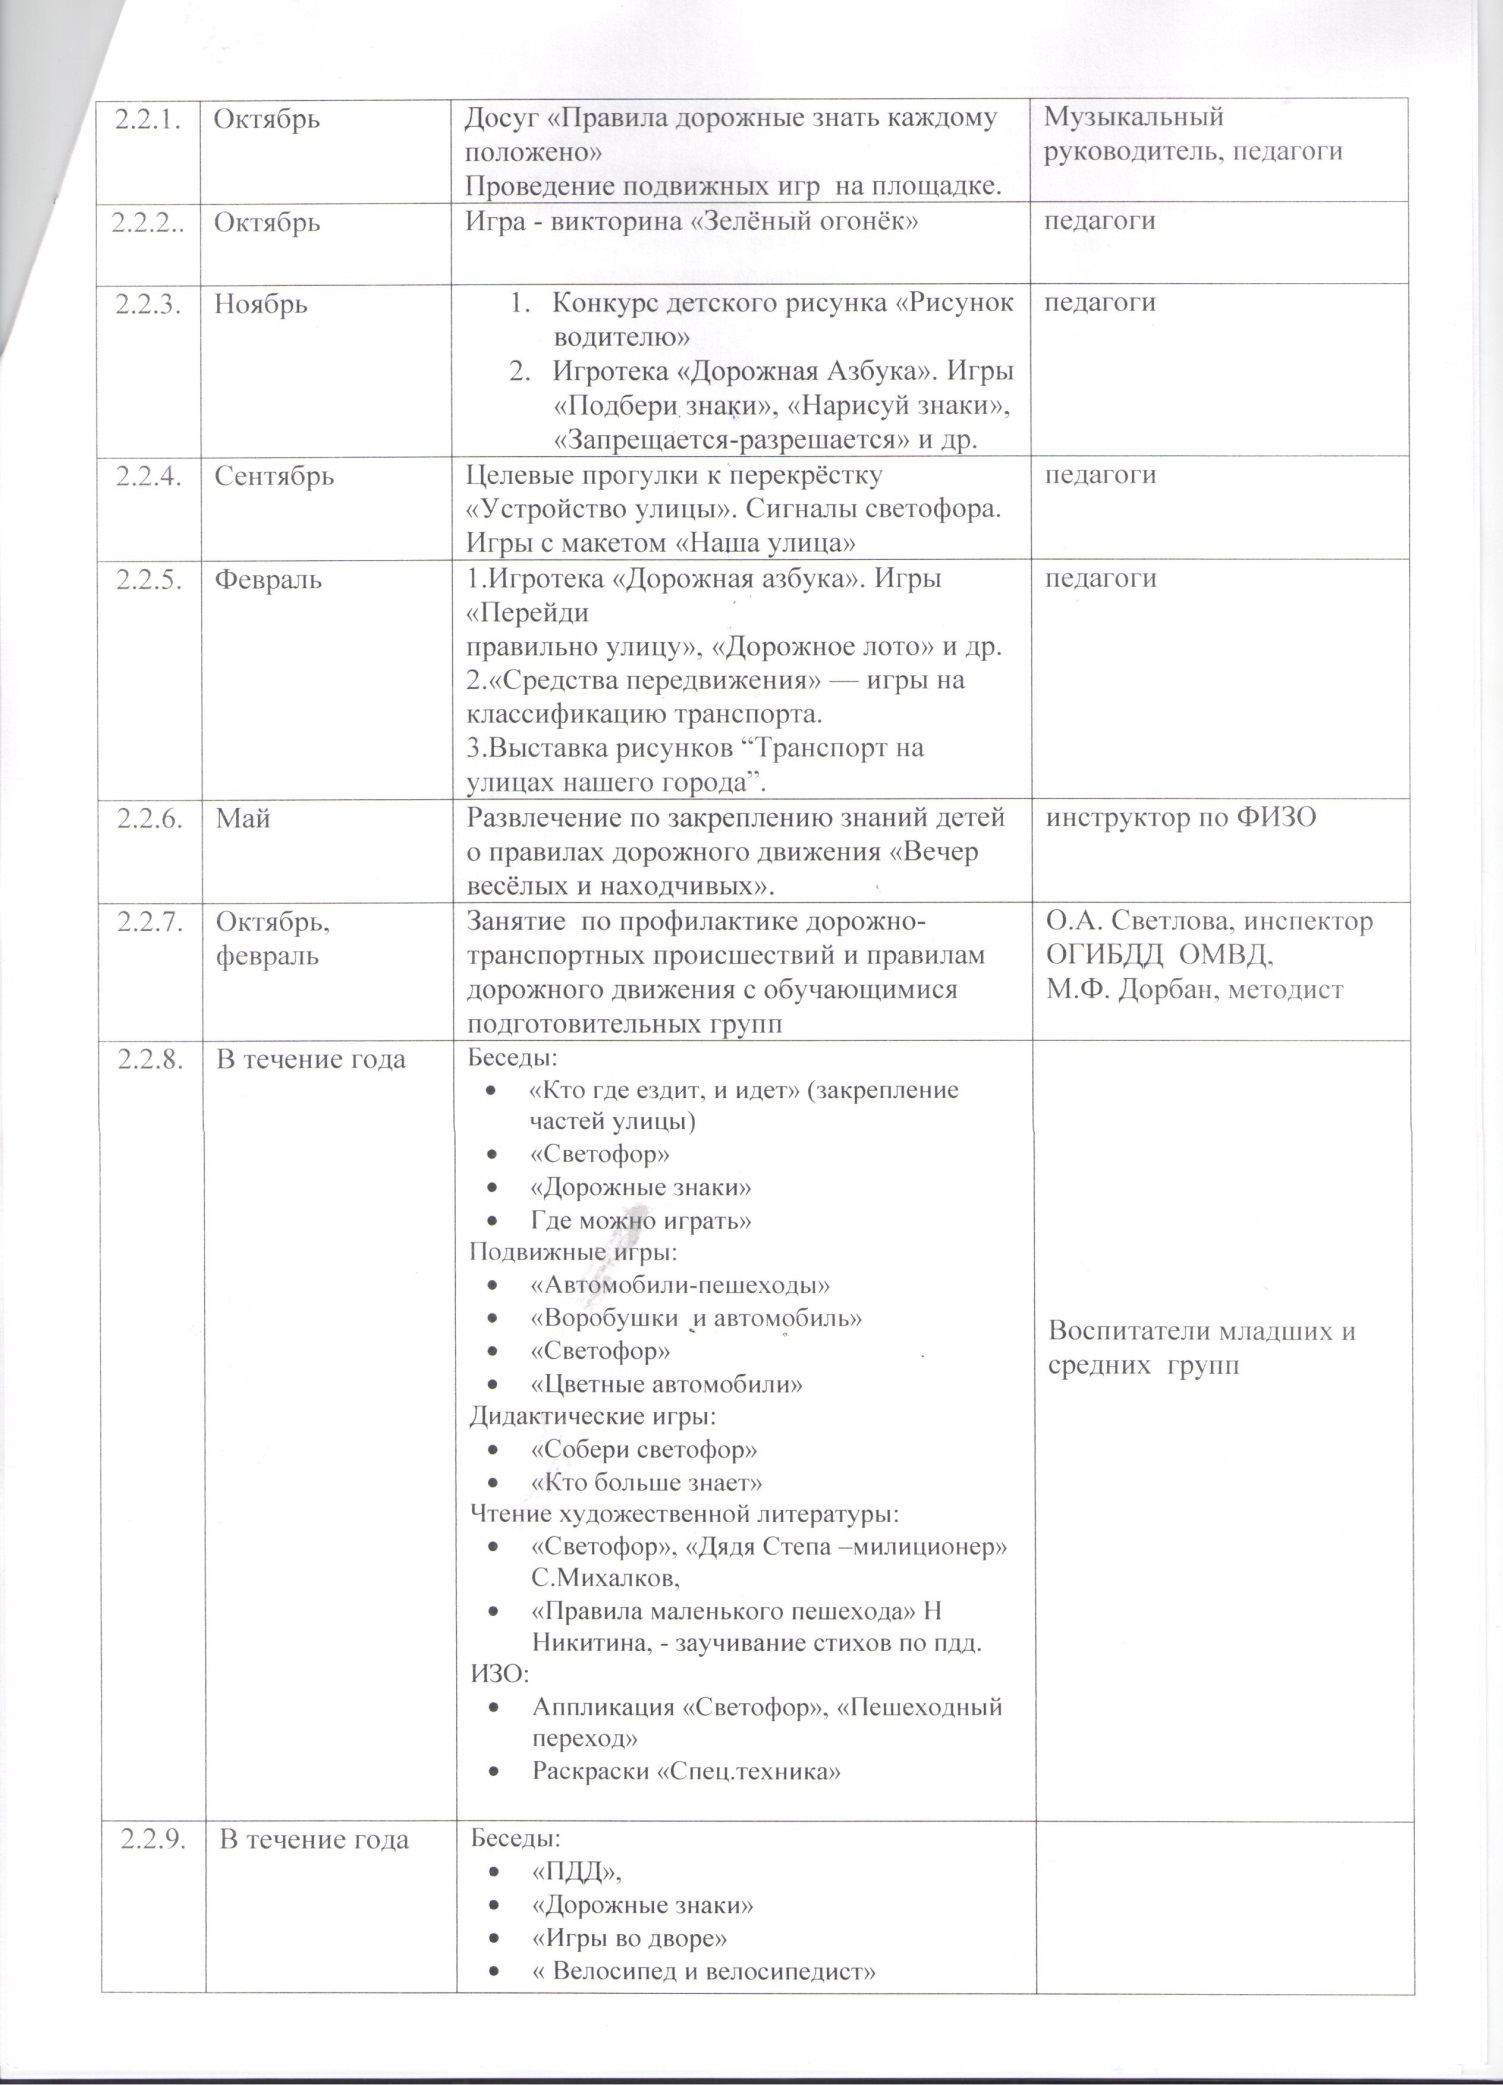 2.2.1.
Октябрь
Досуг «Правила дорожные знать каждому
положено»
Проведение подвижных игр на площадке.
Музыкальный
руководитель, педагоги
2.2.2..
Октябрь
Игра - викторина «Зелёный огонёк»
педагоги
2.2.3.
Ноябрь
1. Конкурс детского рисунка «Рисунок
водителю»
2. Игротека «Дорожная Азбука». Игры
«Подбери знаки», «Нарисуй знаки»,
«Запрещается-разрешается» и др.
педагоги
2.2.4.
Сентябрь
Целевые прогулки к перекрёстку
«Устройство улицы». Сигналы светофора.
Игры с макетом «Наша улица»
педагоги
2.2.5.
Февраль
1.Игротека «Дорожная азбука». Игры
«Перейди
правильно улицу», «Дорожное лото» и др.
2.«Средства передвижения» — игры на
классификацию транспорта.
3.Выставка рисунков “Транспорт на
улицах нашего города”.
педагоги
2.2.6.
Май
Развлечение по закреплению знаний детей
о правилах дорожного движения «Вечер
весёлых и находчивых».
инструктор по ФИЗО
2.2.7.
Октябрь,
февраль
Занятие по профилактике дорожно-
транспортных происшествий и правилам
дорожного движения с обучающимися
подготовительных групп
О.А. Светлова, инспектор
ОГИБДД ОМВД,
М.Ф. Дорбан, методист
2.2.8.
В течение года
Беседы:
• «Кто где ездит, и идет» (закрепление
частей улицы)
• «Светофор»
• «Дорожные знаки»
• Где можно играть»
Подвижные игры:
• «Автомобили-пешеходы»
• «Воробушки и автомобиль»
• «Светофор»
• «Цветные автомобили»
Дидактические игры:
• «Собери светофор»
• «Кто больше знает»
Чтение художественной литературы:
• «Светофор», «Дядя Степа –милиционер»
С.Михалков,
• «Правила маленького пешехода» Н
Никитина, - заучивание стихов по пдд.
ИЗО:
• Аппликация «Светофор», «Пешеходный
переход»
• Раскраски «Спец.техника»
Воспитатели младших и
средних групп
2.2.9.
В течение года
Беседы:
• «ПДД»,
• «Дорожные знаки»
• «Игры во дворе»
• « Велосипед и велосипедист»